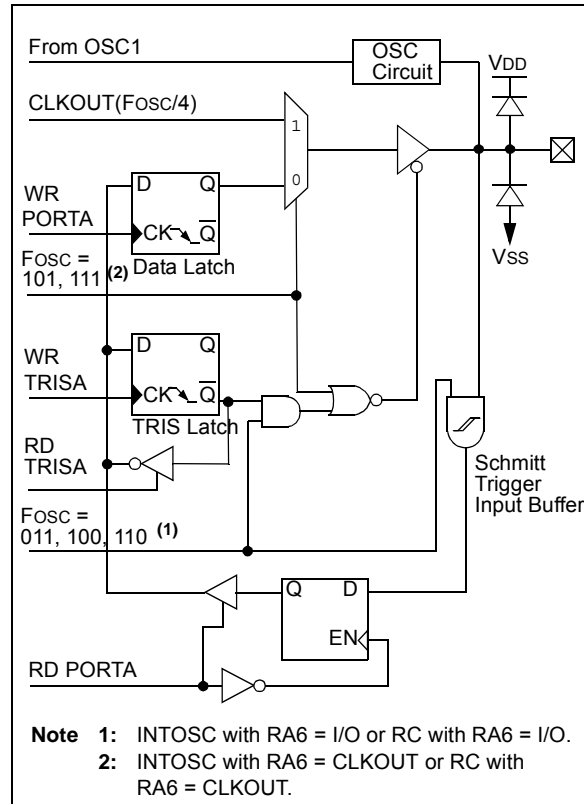 From OSC1
OSC
Circuit
VDD
CLKOUT(FOSC/4)
1
0
D Q
WR
PORTA
CK Q
Data Latch
VSS
FOSC =
101, 111 (2)
D Q
WR
TRISA
CK Q
TRIS Latch
RD
TRISA
Schmitt
Trigger
Input Buffer
FOSC =
011, 100, 110 (1)
Q D
EN
RD PORTA
Note 1: INTOSC with RA6 = I/O or RC with RA6 = I/O.
2: INTOSC with RA6 = CLKOUT or RC with
RA6 = CLKOUT.